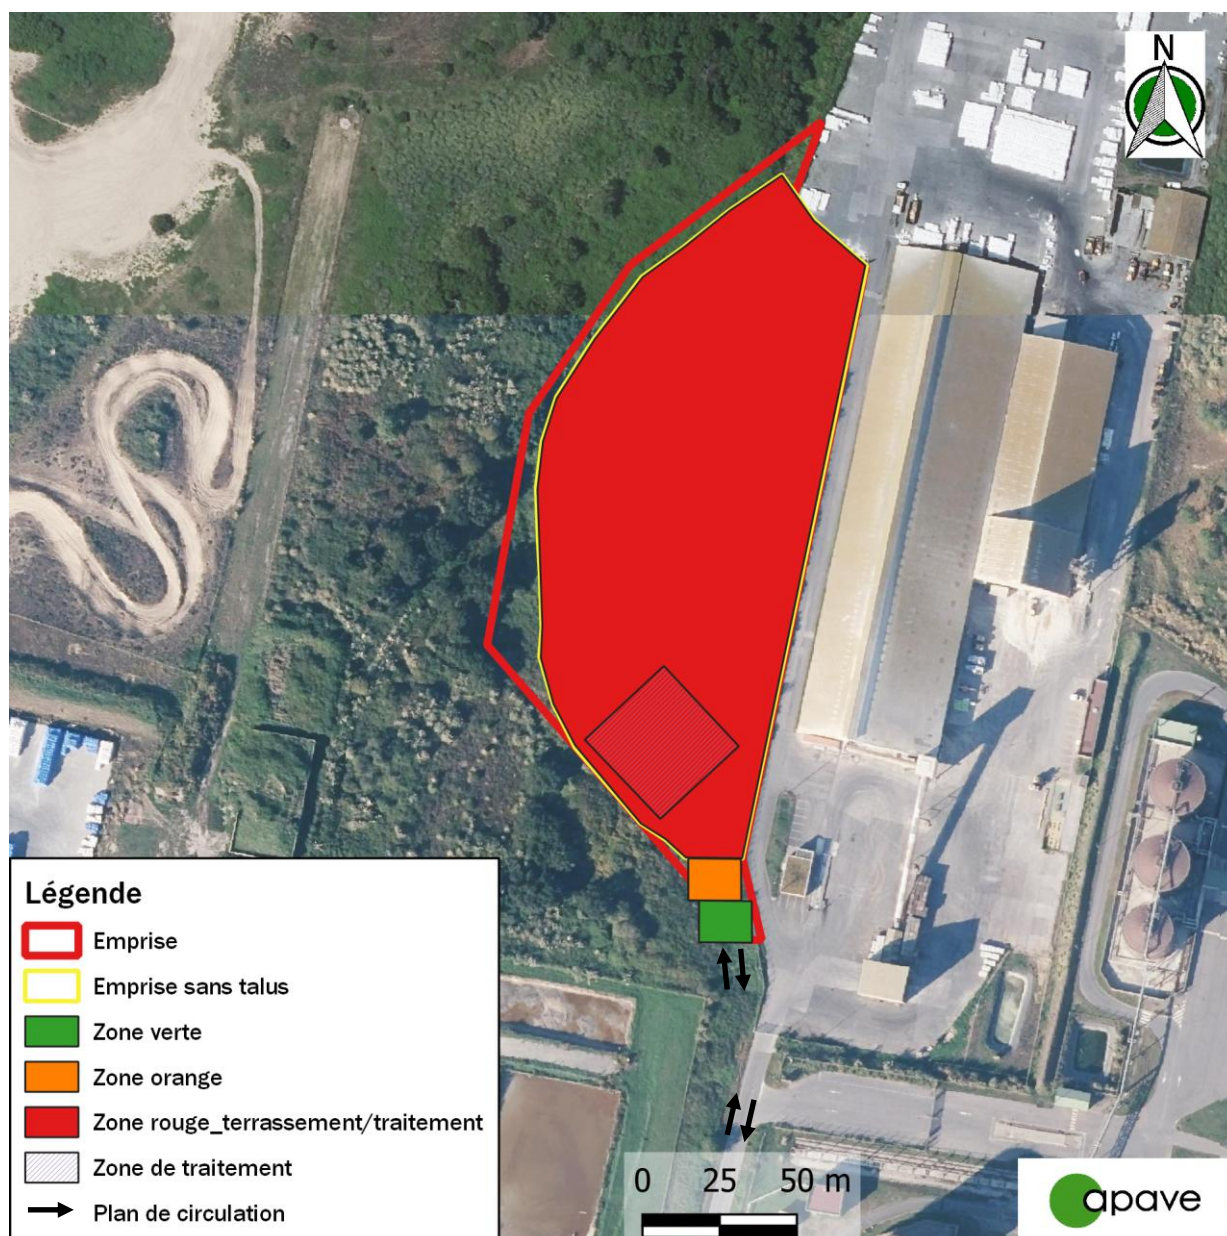 N
Légende
Emprise
Emprise sans talus
Zone verte
Zone orange
Zone rouge_terrassement/traitement
Zone de traitement
Plan de circulation
0 25 50 m
apave